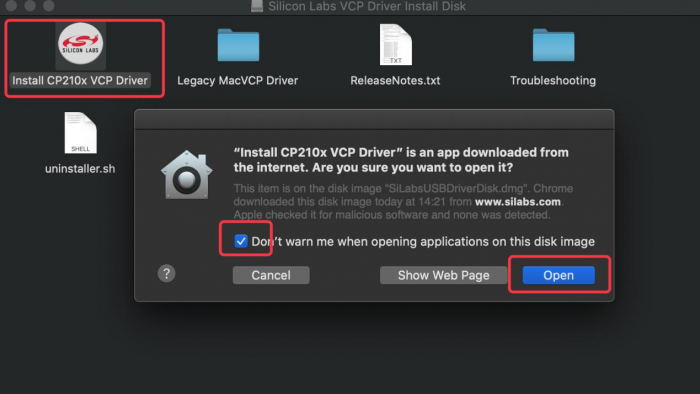 Silicon Labs VCP Driver Install Disk
SILICON LABS
TXT
Install CP210x VCP Driver
Legacy MacVCP Driver
ReleaseNotes.txt
Troubleshooting
SHELL
uninstaller.sh
“Install CP210x VCP Driver” is an app downloaded from
the internet. Are you sure you want to open it?
This item is on the disk image “SiLabsUSBDriverDisk.dmg”. Chrome
downloaded this disk image today at 14:21 from www.silabs.com.
Apple checked it for malicious software and none was detected.
Don’t warn me when opening applications on this disk image
?
Cancel
Show Web Page
Open